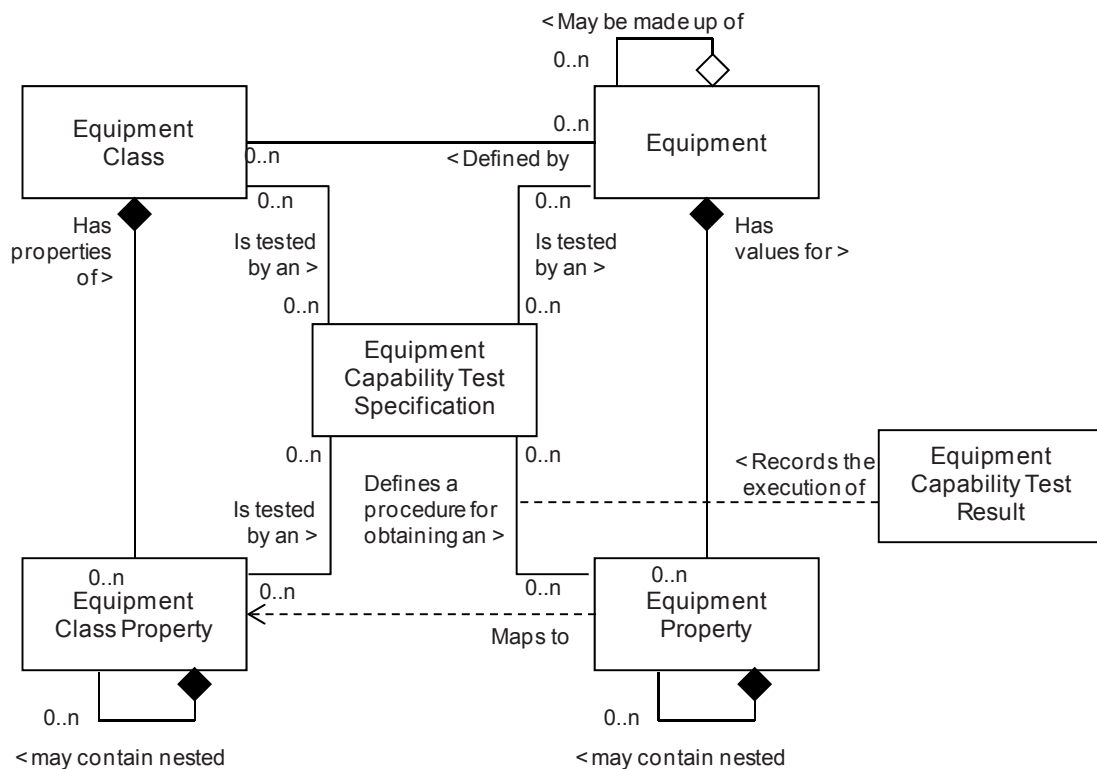 < May be made up of
0..n
Equipment
Class
0..n
Equipment
0..n
< Defined by
0..n
0..n
Has
properties
of >
Is tested
by an >
Is tested
by an >
Has
values for >
0..n
0..n
Equipment
Capability Test
Specification
0..n
0..n
Defines a
procedure for
obtaining an >
< Records the
execution of
Equipment
Capability Test
Result
Is tested
by an >
0..n
0..n
0..n
0..n
Equipment
Class Property
Equipment
Property
Maps to
0..n
0..n
< may contain nested
< may contain nested